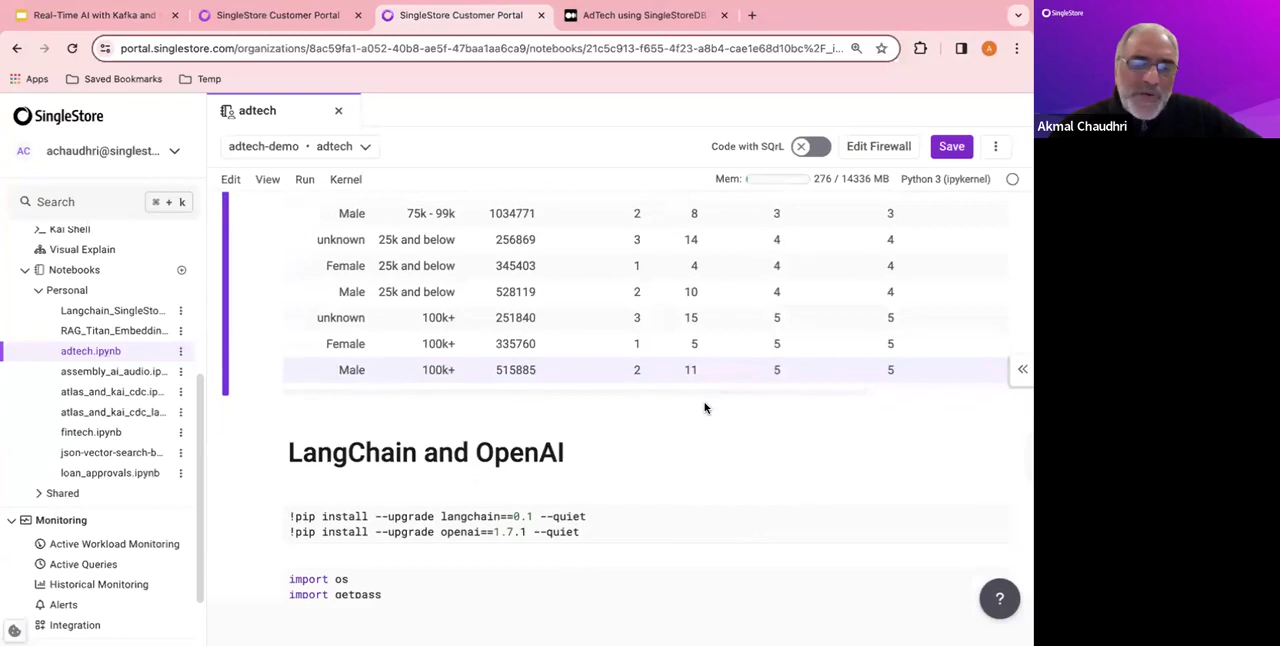 Real-Time AI with Kafka and
SingleStore Customer Portal
SingleStore Customer Portal
AdTech using SingleStoreDB
portal.singlestore.com/organizations/8ac59fa1-a052-40b8-ae5f-47baa1aa6ca9/notebooks/21c5c913-f655-4f23-a8b4-cae1e68d10bc%2F_i...
A
Apps
Saved Bookmarks
Temp
SingleStore
AC
achaudhri@singlest...
Search
⌘ + k
Kai Shell
Visual Explain
Notebooks
Personal
Langchain_SingleSto...
RAG_Titan_Embeddin...
adtech.ipynb
assembly_ai_audio.ip...
atlas_and_kai_cdc.ip...
atlas_and_kai_cdc_la...
fintech.ipynb
json-vector-search-b...
loan_approvals.ipynb
Shared
Monitoring
Active Workload Monitoring
Active Queries
Historical Monitoring
Alerts
Integration
adtech
adtech-demo • adtech
Code with SQrL
Edit Firewall
Save
Edit View Run Kernel
Mem: 276 / 14336 MB
Python 3 (ipykernel)
Male 75k - 99k 1034771 2 8 3 3
unknown 25k and below 256869 3 14 4 4
Female 25k and below 345403 1 4 4 4
Male 25k and below 528119 2 10 4 4
unknown 100k+ 251840 3 15 5 5
Female 100k+ 335760 1 5 5 5
Male 100k+ 515885 2 11 5 5
LangChain and OpenAI
!pip install --upgrade langchain==0.1 --quiet
!pip install --upgrade openai==1.7.1 --quiet
import os
import getpass
?
SingleStore
Akmal Chaudhri